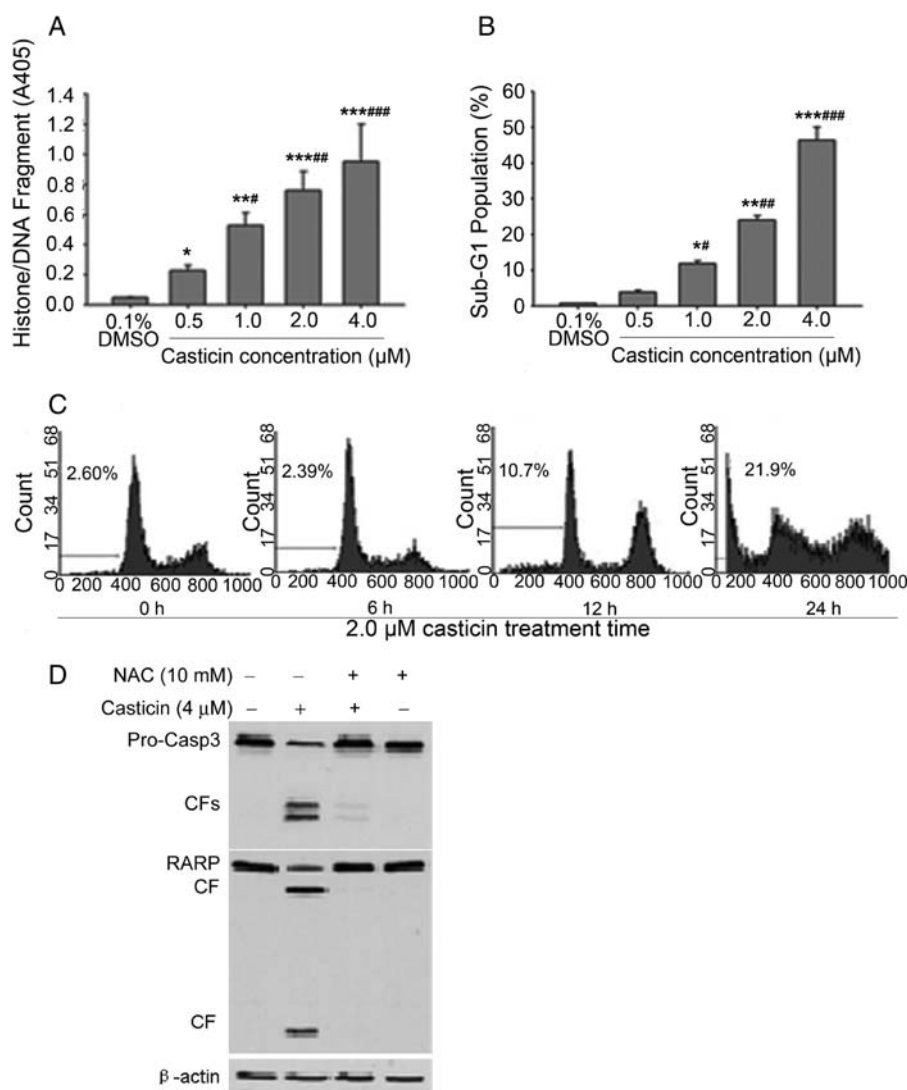 A
Histone/DNA Fragment (A405)
1.4
1.2
1.0
0.8
0.6
0.4
0.2
0.0
*
**#
***##
***###
0.1% DMSO
0.5
1.0
2.0
4.0
Casticin concentration (μM)
B
Sub-G1 Population (%)
60
50
40
30
20
10
0
*#
**##
***###
0.1% DMSO
0.5
1.0
2.0
4.0
Casticin concentration (μM)
C
Count
0 17 34 51 68
2.60%
0 200 400 600 800 1000
0 h
Count
0 17 34 51 68
2.39%
0 200 400 600 800 1000
6 h
Count
0 17 34 51 68
10.7%
0 200 400 600 800 1000
12 h
Count
0 17 34 51 68
21.9%
0 200 400 600 800 1000
24 h
2.0 μM casticin treatment time
D
NAC (10 mM) – – + +
Casticin (4 μM) – + + –
Pro-Casp3
CFs
RARP
CF
CF
β-actin